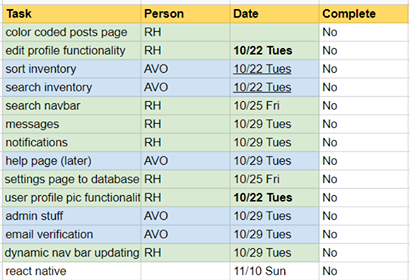 Task Person Date Complete
color coded posts page RH No
edit profile functionality RH 10/22 Tues No
sort inventory AVO 10/22 Tues No
search inventory AVO 10/22 Tues No
search navbar RH 10/25 Fri No
messages RH 10/29 Tues No
notifications RH 10/29 Tues No
help page (later) AVO 10/29 Tues No
settings page to database RH 10/25 Fri No
user profile pic functionalit RH 10/22 Tues No
admin stuff AVO 10/29 Tues No
email verification AVO 10/29 Tues No
dynamic nav bar updating RH 10/29 Tues No
react native 11/10 Sun No